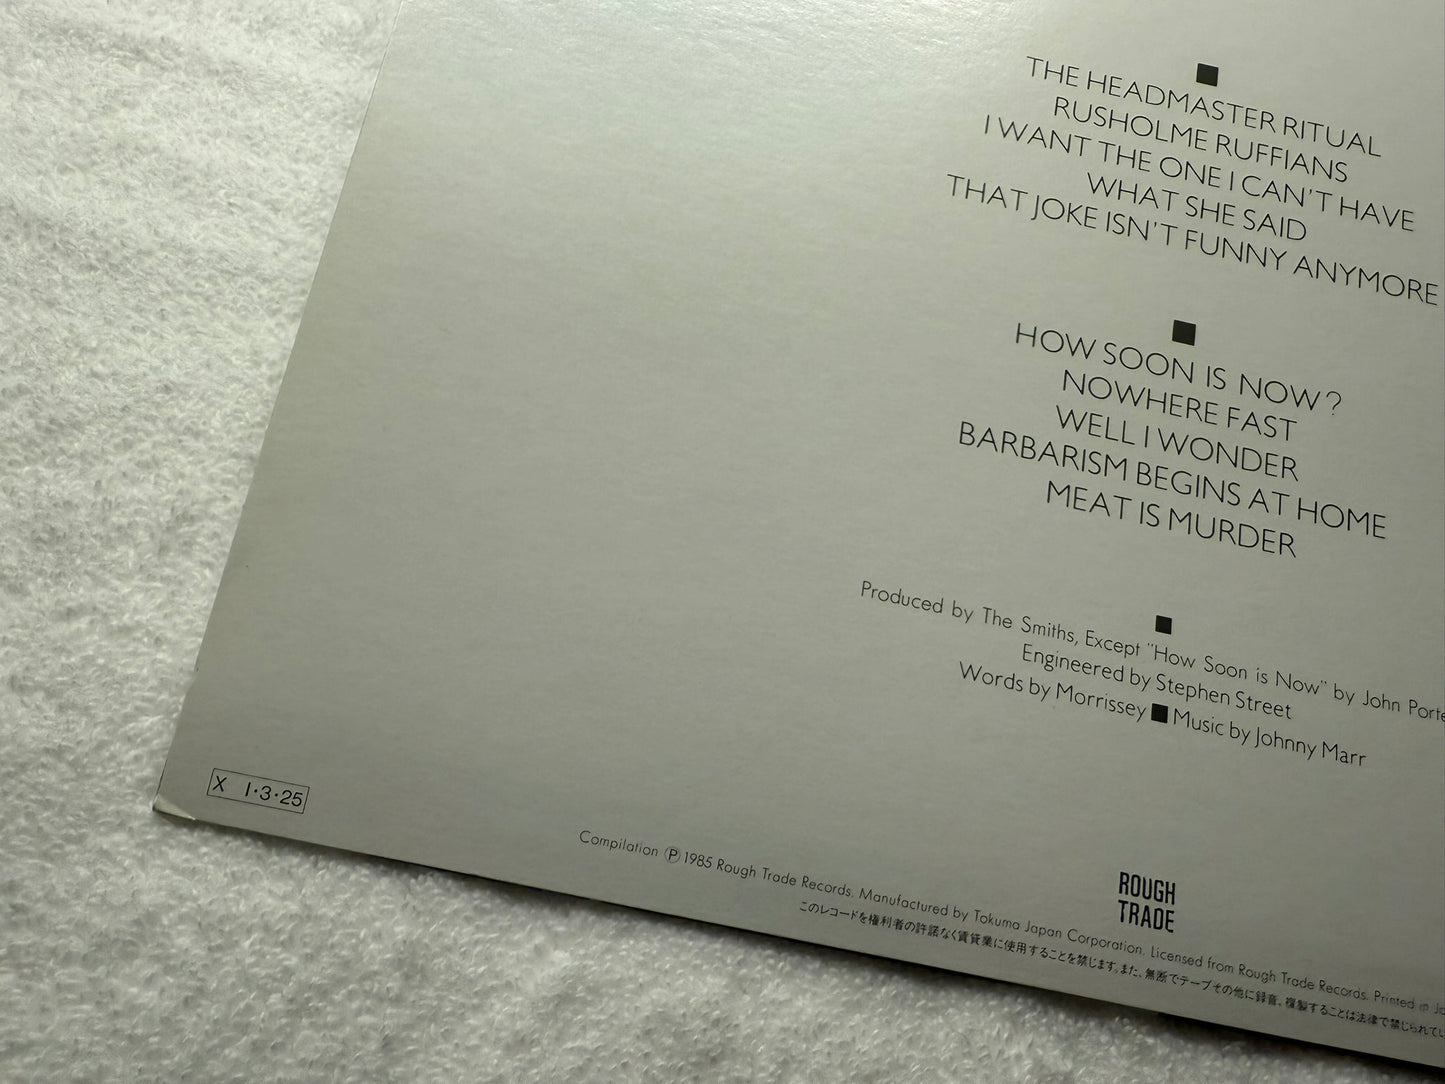 ■
THE HEADMASTER RITUAL
RUSHOLME RUFFIANS
I WANT THE ONE I CAN'T HAVE
WHAT SHE SAID
THAT JOKE ISN'T FUNNY ANYMORE
■
HOW SOON IS NOW?
NOWHERE FAST
WELL I WONDER
BARBARISM BEGINS AT HOME
MEAT IS MURDER
■
Produced by The Smiths, Except "How Soon is Now" by John Porte
Engineered by Stephen Street
Words by Morrissey ■ Music by Johnny Marr
X 1·3·25
ROUGH
TRADE
Compilation Ⓟ 1985 Rough Trade Records. Manufactured by Tokuma Japan Corporation. Licensed from Rough Trade Records. Printed in Ja
このレコードを権利者の許諾なく賃貸業に使用することを禁じます。また、無断でテープその他に録音、複製することは法律で禁じられてい